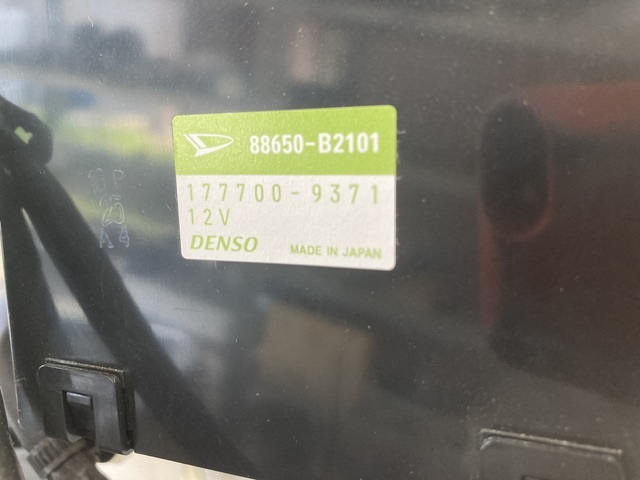 88650-B2101
177700-9371
12V
DENSO MADE IN JAPAN